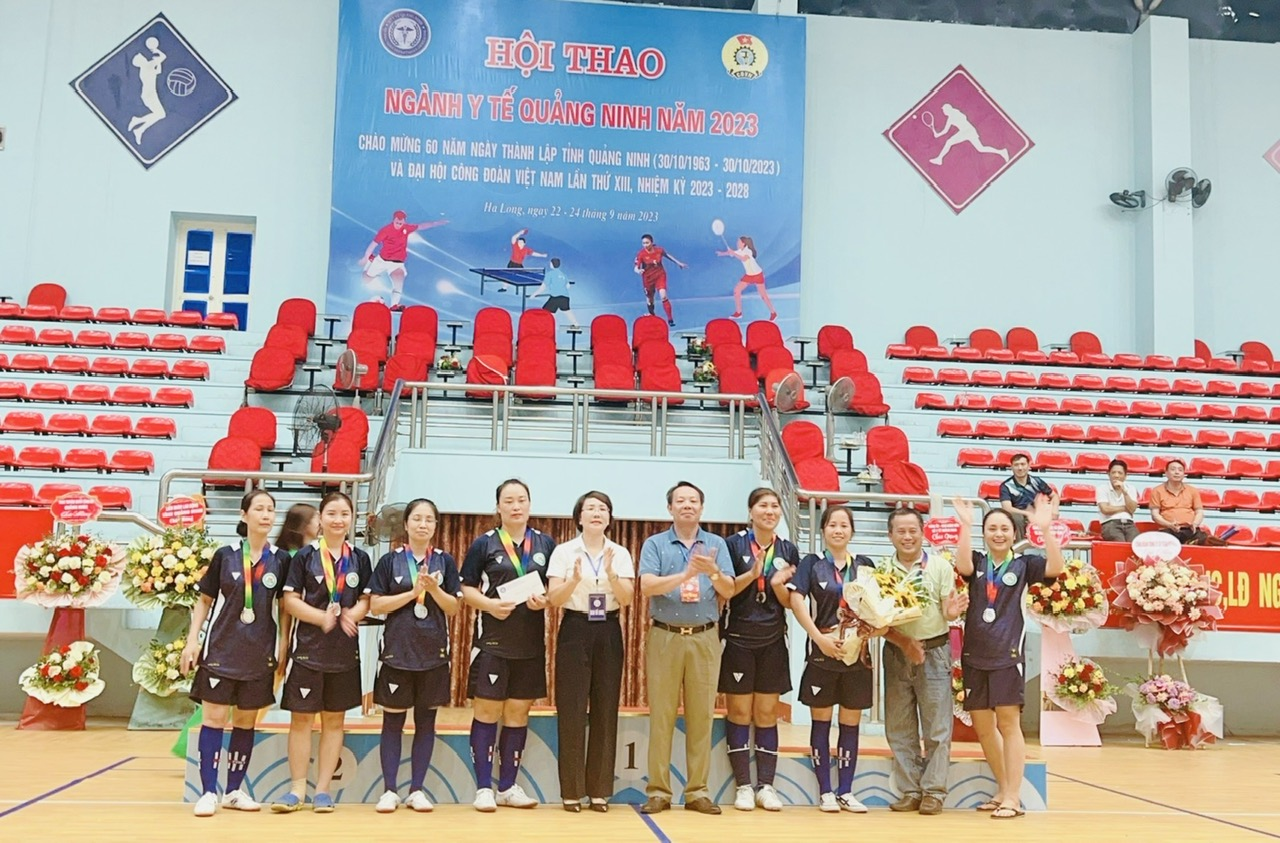 HỘI THAO
NGÀNH Y TẾ QUẢNG NINH NĂM 2023
CHÀO MỪNG 60 NĂM NGÀY THÀNH LẬP TỈNH QUẢNG NINH (30/10/1963 - 30/10/2023)
VÀ ĐẠI HỘI CÔNG ĐOÀN VIỆT NAM LẦN THỨ XIII, NHIỆM KỲ 2023 - 2028
Hạ Long, ngày 22 - 24 tháng 9 năm 2023
LĐ NG
2
1